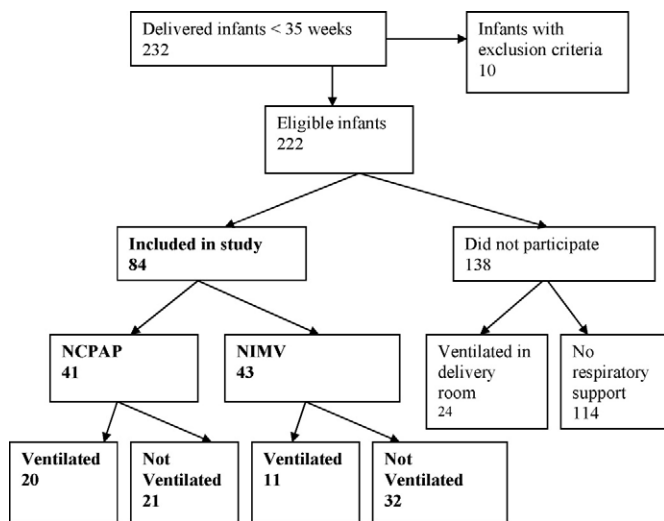 Delivered infants < 35 weeks
232
Infants with
exclusion criteria
10
Eligible infants
222
Included in study
84
Did not participate
138
NCPAP
41
NIMV
43
Ventilated in
delivery
room
24
No
respiratory
support
114
Ventilated
20
Not
Ventilated
21
Ventilated
11
Not
Ventilated
32